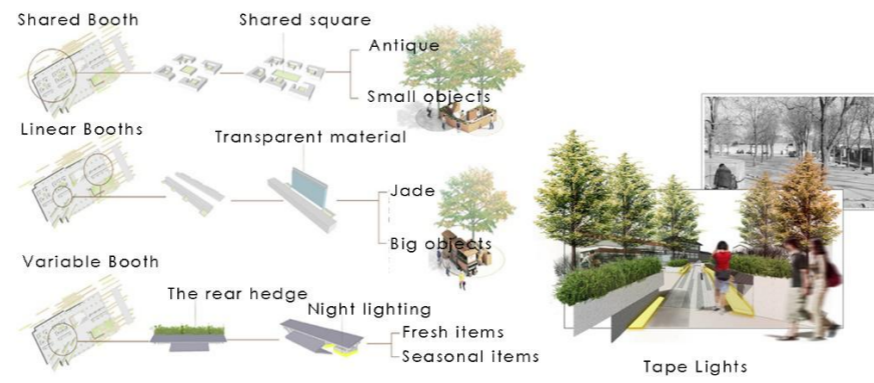 Shared Booth
Shared square
Antique
Small objects
Linear Booths
Transparent material
Jade
Big objects
Variable Booth
The rear hedge
Night lighting
Fresh items
Seasonal items
Tape Lights